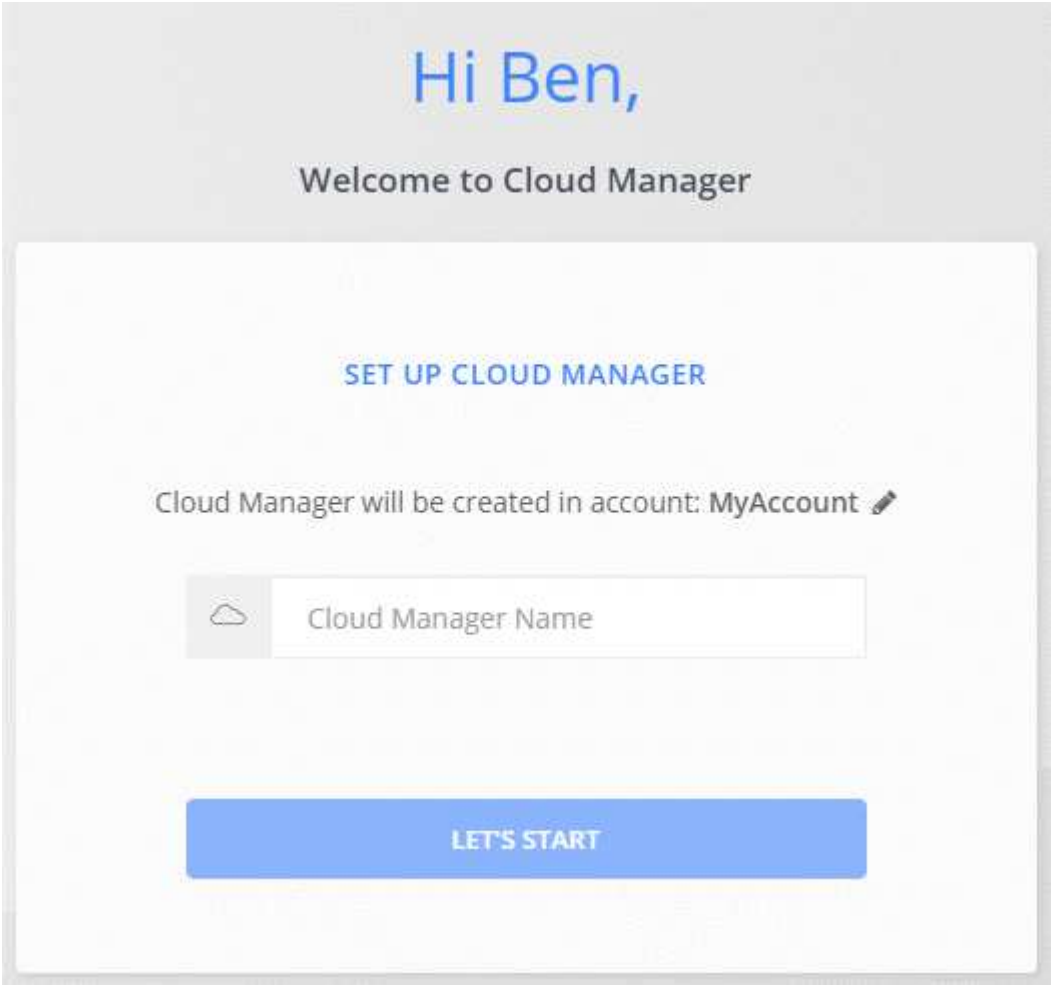 Hi Ben,
Welcome to Cloud Manager
SET UP CLOUD MANAGER
Cloud Manager will be created in account: MyAccount
Cloud Manager Name
LET'S START